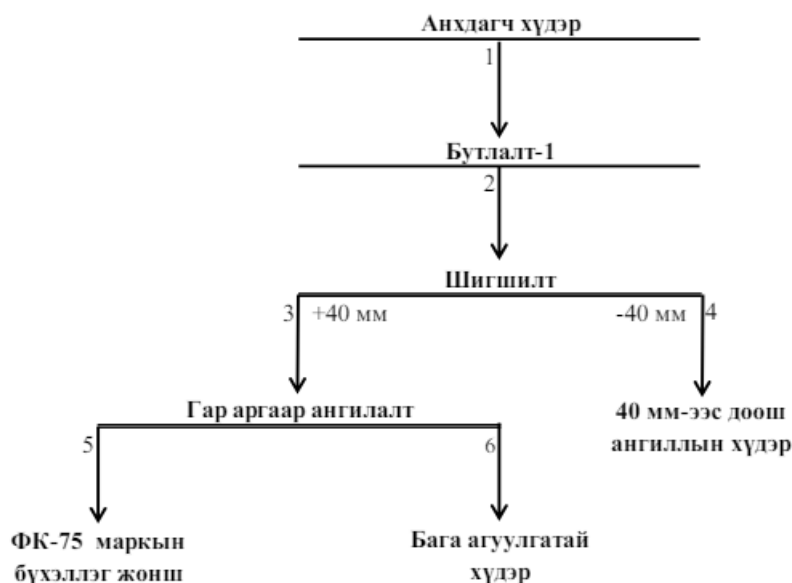 Анхдагч хүдэр
1
Бутлалт-1
2
Шигшилт
3 +40 мм -40 мм 4
Гар аргаар ангилалт
40 мм-ээс доош
ангиллын хүдэр
5 6
ФК-75 маркын
бүхэллэг жонш
Бага агуулгатай
хүдэр